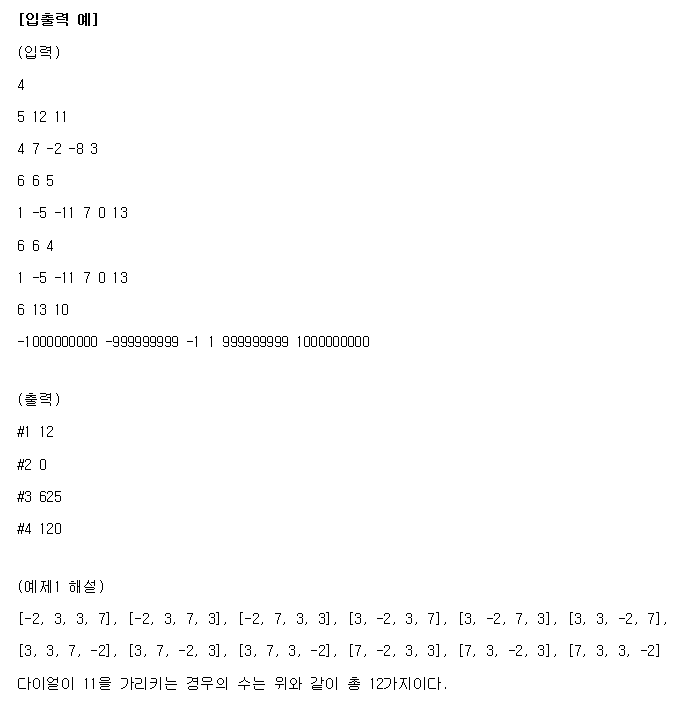 [입출력 예]
(입력)
4
5 12 11
4 7 -2 -8 3
6 6 5
1 -5 -11 7 0 13
6 6 4
1 -5 -11 7 0 13
6 13 10
-1000000000 -999999999 -1 1 999999999 1000000000
(출력)
#1 12
#2 0
#3 625
#4 120
(예제1 해설)
[-2, 3, 3, 7], [-2, 3, 7, 3], [-2, 7, 3, 3], [3, -2, 3, 7], [3, -2, 7, 3], [3, 3, -2, 7],
[3, 3, 7, -2], [3, 7, -2, 3], [3, 7, 3, -2], [7, -2, 3, 3], [7, 3, -2, 3], [7, 3, 3, -2]
다이얼이 11을 가리키는 경우의 수는 위와 같이 총 12가지이다.